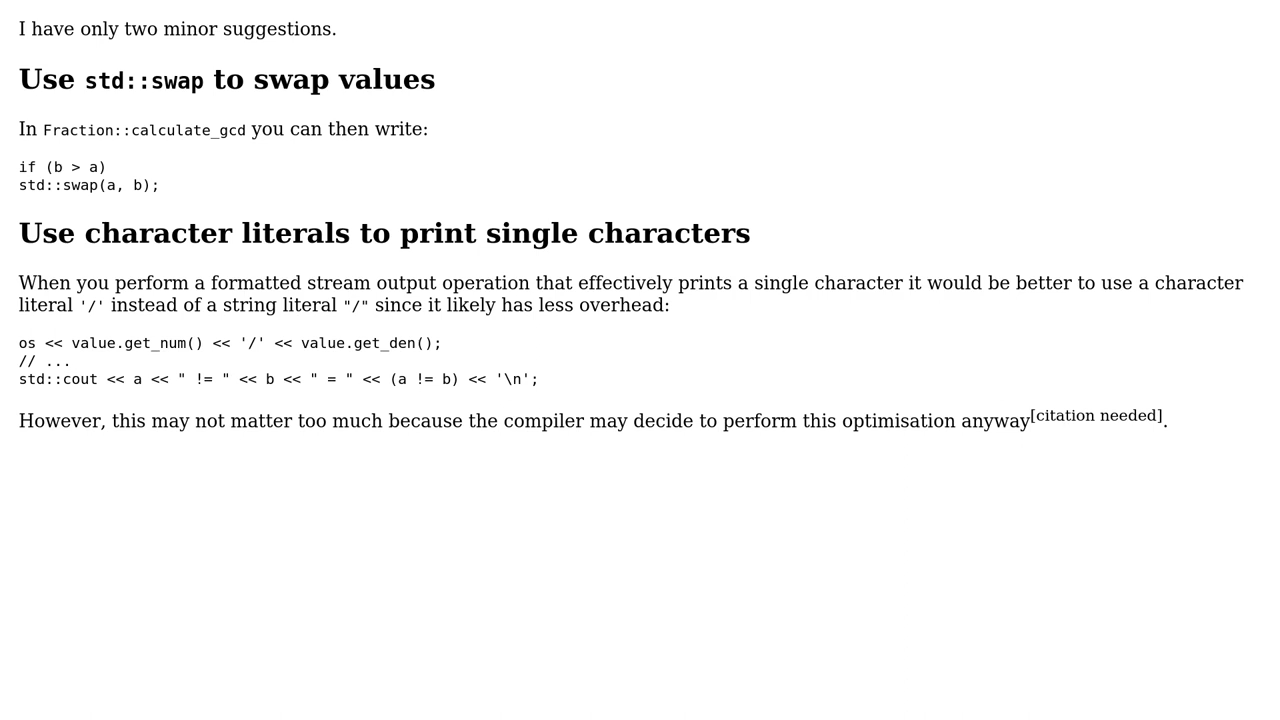 I have only two minor suggestions.
Use std::swap to swap values
In Fraction::calculate_gcd you can then write:
if (b > a)
std::swap(a, b);
Use character literals to print single characters
When you perform a formatted stream output operation that effectively prints a single character it would be better to use a character
literal '/' instead of a string literal "/" since it likely has less overhead:
os << value.get_num() << '/' << value.get_den();
// ...
std::cout << a << " != " << b << " = " << (a != b) << '\n';
However, this may not matter too much because the compiler may decide to perform this optimisation anyway[citation needed].